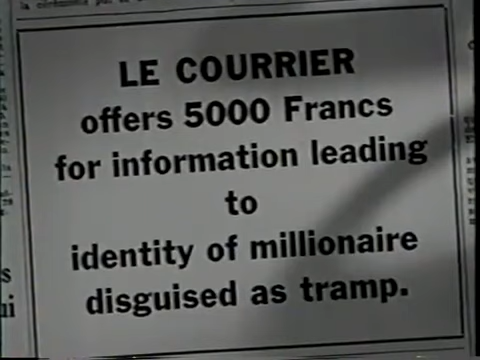 LE COURRIER
offers 5000 Francs
for information leading
to
identity of millionaire
disguised as tramp.